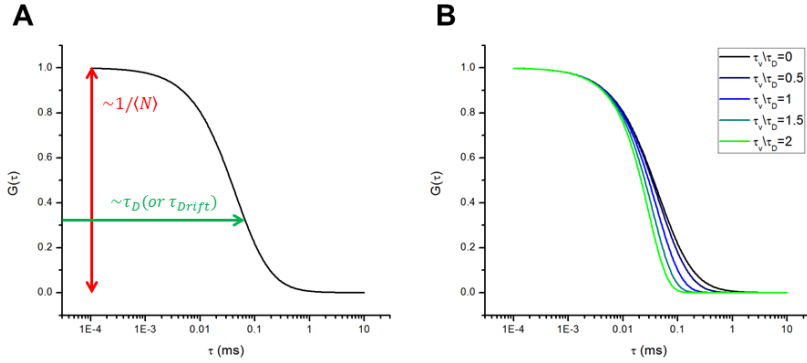 A
1.0
0.8
0.6
0.4
0.2
0.0
G(τ)
~1/⟨N⟩
~τ_D(or τ_Drift)
1E-4 1E-3 0.01 0.1 1 10
τ (ms)
B
1.0
0.8
0.6
0.4
0.2
0.0
G(τ)
τ_v\τ_D=0
τ_v\τ_D=0.5
τ_v\τ_D=1
τ_v\τ_D=1.5
τ_v\τ_D=2
1E-4 1E-3 0.01 0.1 1 10
τ (ms)